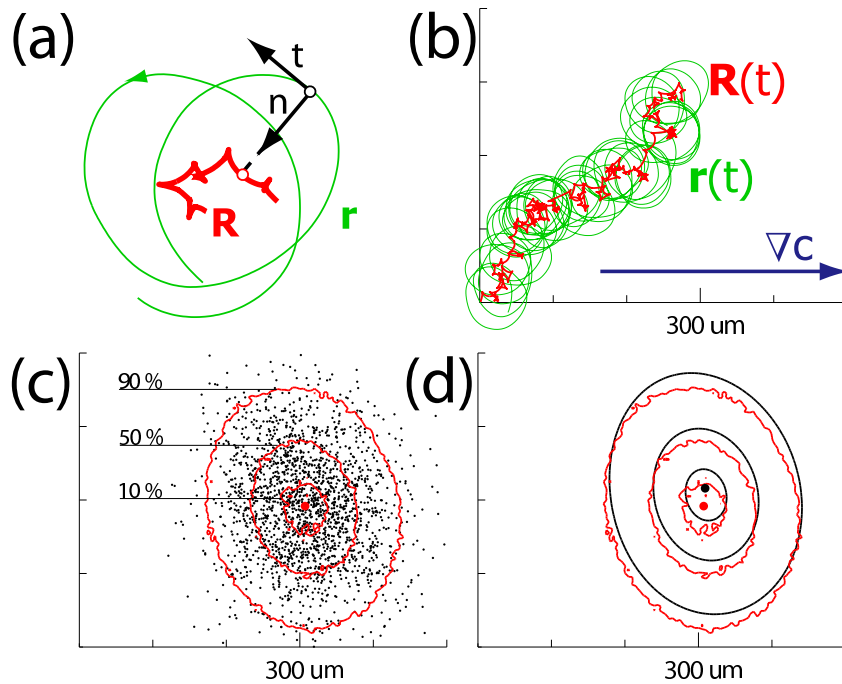 (a)
t
n
R
r
(b)
R(t)
r(t)
∇c
300 um
(c)
90 %
50 %
10 %
300 um
(d)
300 um